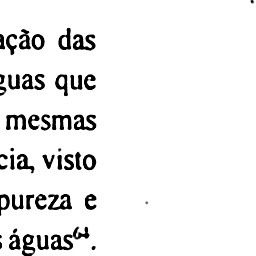 ação das
guas que
mesmas
cia, visto
pureza e
s águas⁶⁴.